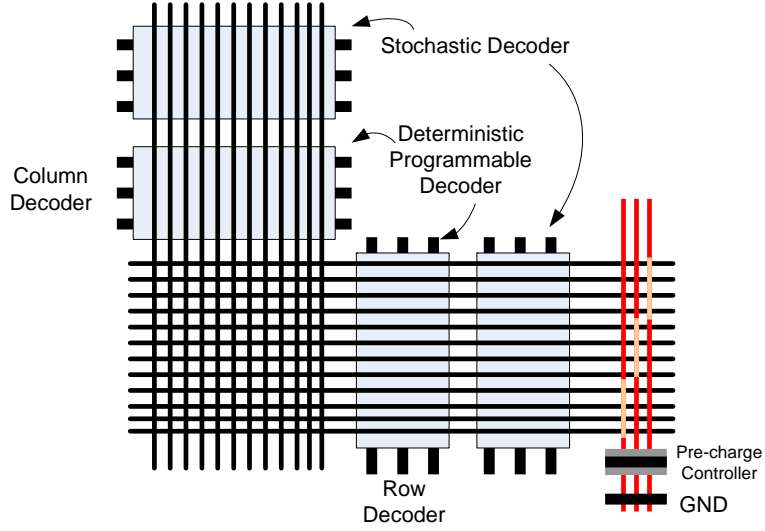 Stochastic Decoder
Deterministic
Programmable
Decoder
Column
Decoder
Row
Decoder
Pre-charge
Controller
GND